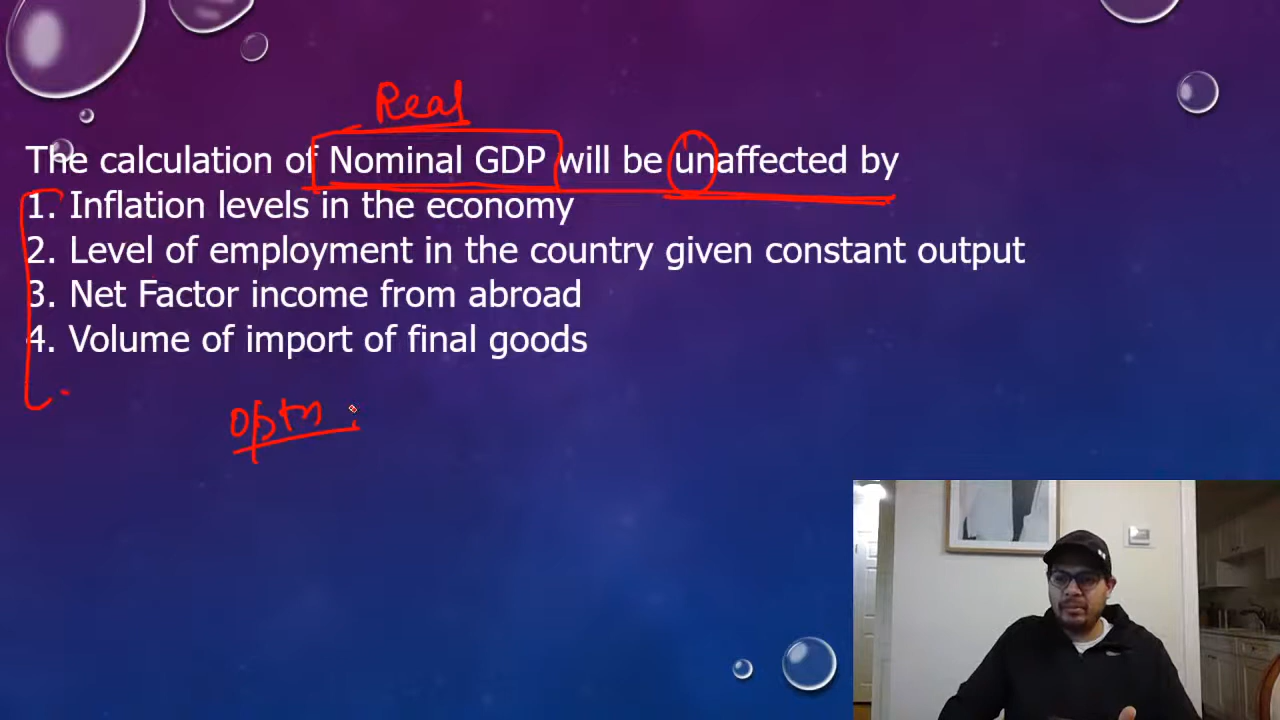 Real
The calculation of Nominal GDP will be unaffected by
1. Inflation levels in the economy
2. Level of employment in the country given constant output
3. Net Factor income from abroad
4. Volume of import of final goods
optn